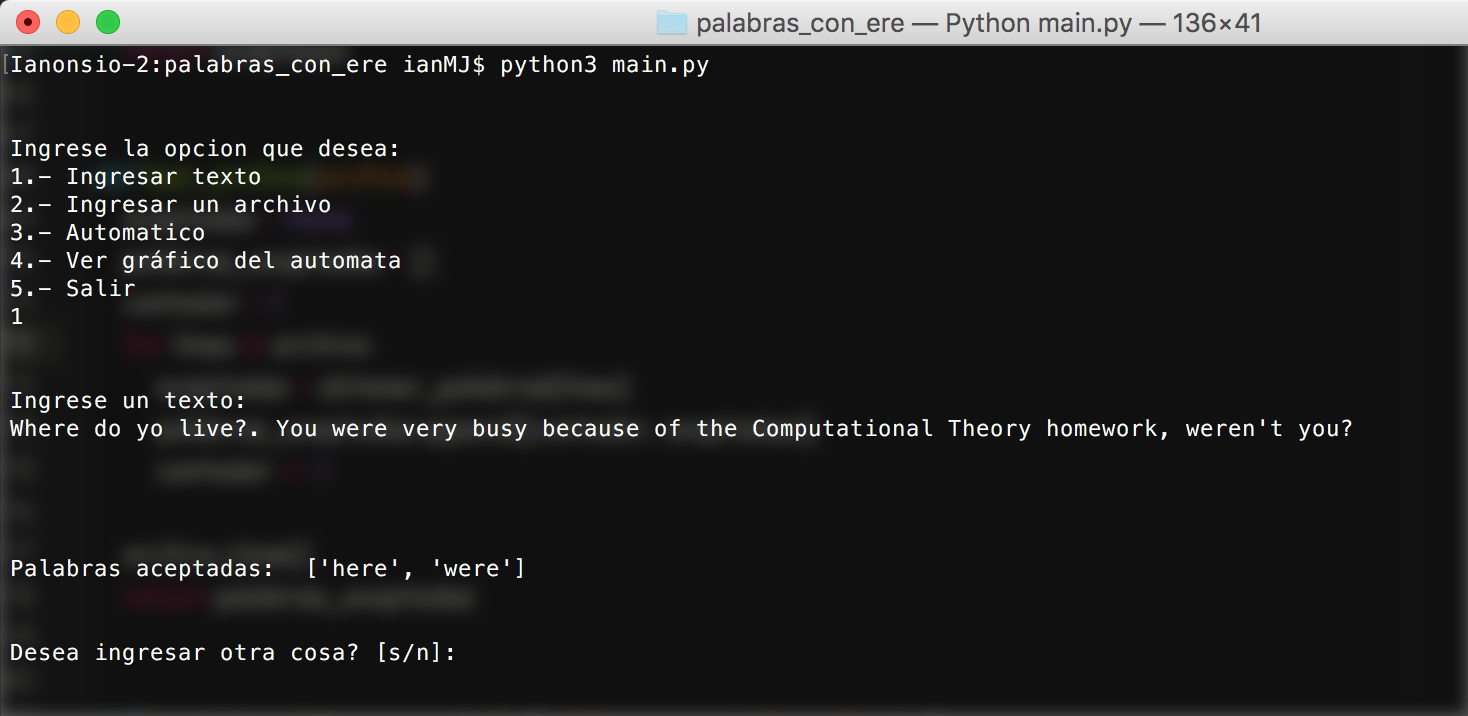 palabras_con_ere — Python main.py — 136×41
[Ianonsio-2:palabras_con_ere ianMJ$ python3 main.py
Ingrese la opcion que desea:
1.- Ingresar texto
2.- Ingresar un archivo
3.- Automatico
4.- Ver gráfico del automata
5.- Salir
1
Ingrese un texto:
Where do yo live?. You were very busy because of the Computational Theory homework, weren't you?
Palabras aceptadas:  ['here', 'were']
Desea ingresar otra cosa? [s/n]: